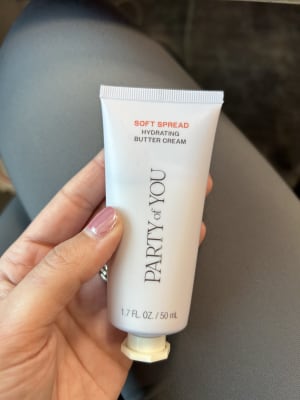 SOFT SPREAD
HYDRATING
BUTTER CREAM
PARTY of YOU
1.7 FL. OZ. / 50 mL